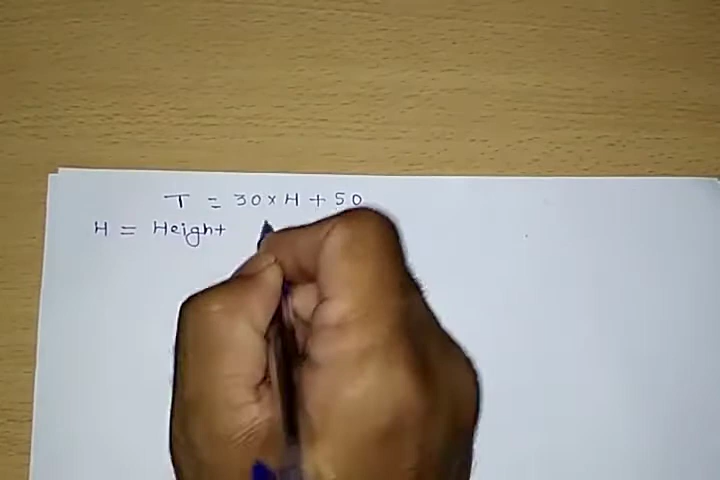 T = 30 × H + 50
H = Height